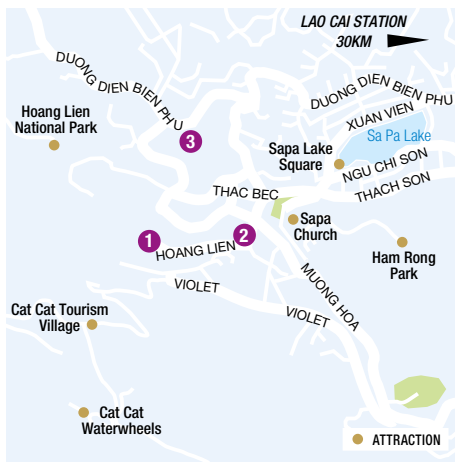 LAO CAI STATION
30KM
DUONG DIEN BIEN PHU
Hoang Lien
National Park
3
DUONG DIEN BIEN PHU
XUAN VIEN
Sa Pa Lake
Sapa Lake
Square
NGU CHI SON
THACH SON
THAC BEC
Sapa
Church
1
HOANG LIEN
2
Ham Rong
Park
MUONG HOA
VIOLET
VIOLET
Cat Cat Tourism
Village
Cat Cat
Waterwheels
ATTRACTION